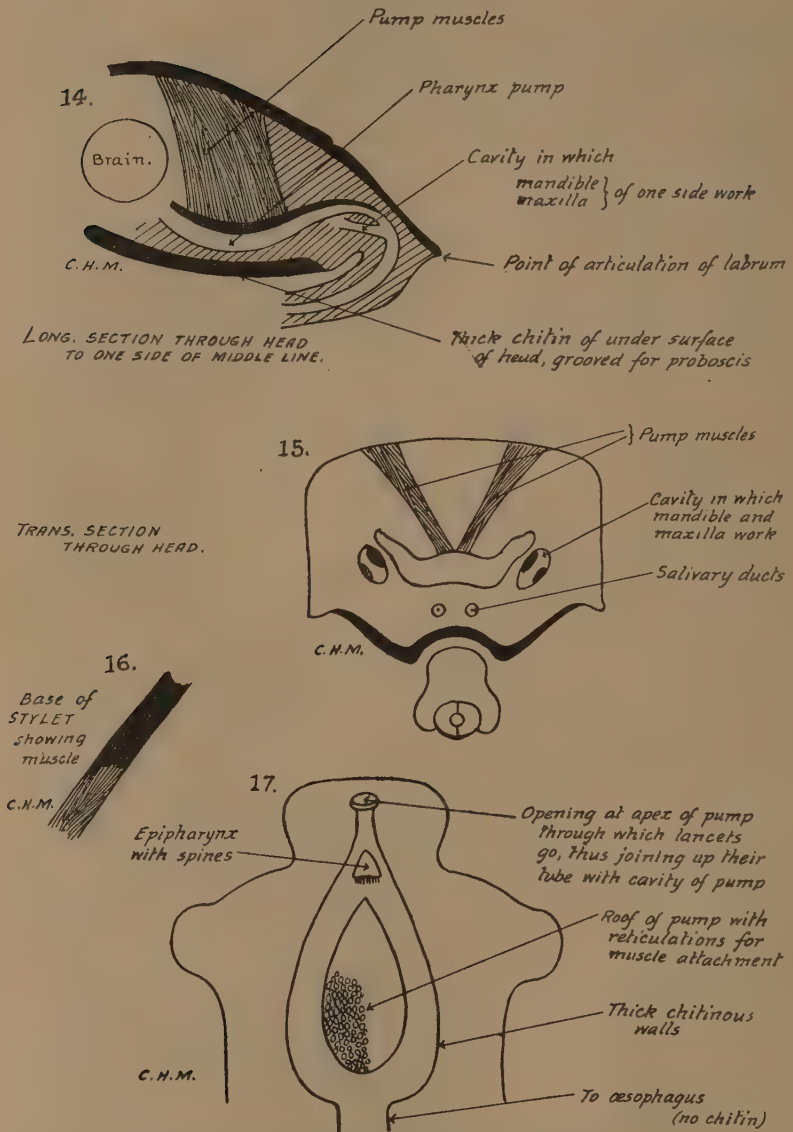 Pump muscles
14.
Pharynx pump
Brain.
Cavity in which
mandible
maxilla } of one side work
C.H.M.
Point of articulation of labrum
LONG. SECTION THROUGH HEAD
TO ONE SIDE OF MIDDLE LINE.
Thick chitin of under surface
of head, grooved for proboscis
15.
} Pump muscles
TRANS. SECTION
THROUGH HEAD.
Cavity in which
mandible and
maxilla work
Salivary ducts
C.H.M.
16.
Base of
STYLET
showing
muscle
C.H.M.
17.
Epipharynx
with spines
Opening at apex of pump
through which lancets
go, thus joining up their
tube with cavity of pump
Roof of pump with
reticulations for
muscle attachment
Thick chitinous
walls
C.H.M.
To œsophagus
(no chitin)